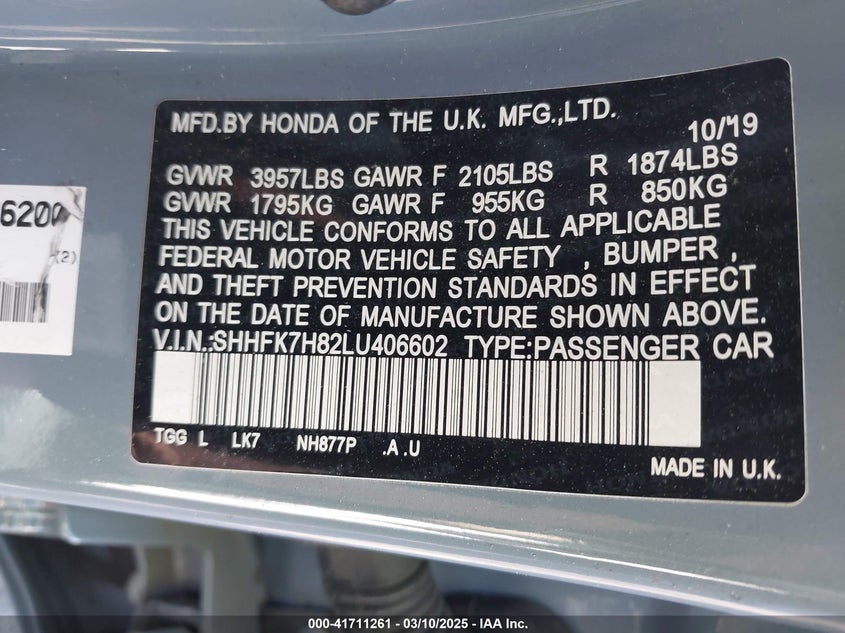 MFD.BY HONDA OF THE U.K. MFG.,LTD.
10/19
GVWR 3957LBS GAWR F 2105LBS R 1874LBS
GVWR 1795KG GAWR F 955KG R 850KG
THIS VEHICLE CONFORMS TO ALL APPLICABLE
FEDERAL MOTOR VEHICLE SAFETY , BUMPER ,
AND THEFT PREVENTION STANDARDS IN EFFECT
ON THE DATE OF MANUFACTURE SHOWN ABOVE.
V.I.N.:SHHFK7H82LU406602 TYPE:PASSENGER CAR
TGG L LK7 NH877P .A .U
MADE IN U.K.
6200
(2)
000-41711261 - 03/10/2025 - IAA Inc.